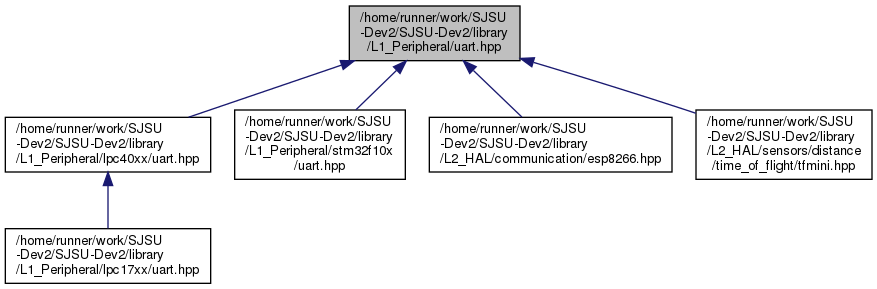 /home/runner/work/SJSU
-Dev2/SJSU-Dev2/library
/L1_Peripheral/uart.hpp
/home/runner/work/SJSU
-Dev2/SJSU-Dev2/library
/L1_Peripheral/lpc40xx/uart.hpp
/home/runner/work/SJSU
-Dev2/SJSU-Dev2/library
/L1_Peripheral/stm32f10x
/uart.hpp
/home/runner/work/SJSU
-Dev2/SJSU-Dev2/library
/L2_HAL/communication/esp8266.hpp
/home/runner/work/SJSU
-Dev2/SJSU-Dev2/library
/L2_HAL/sensors/distance
/time_of_flight/tfmini.hpp
/home/runner/work/SJSU
-Dev2/SJSU-Dev2/library
/L1_Peripheral/lpc17xx/uart.hpp